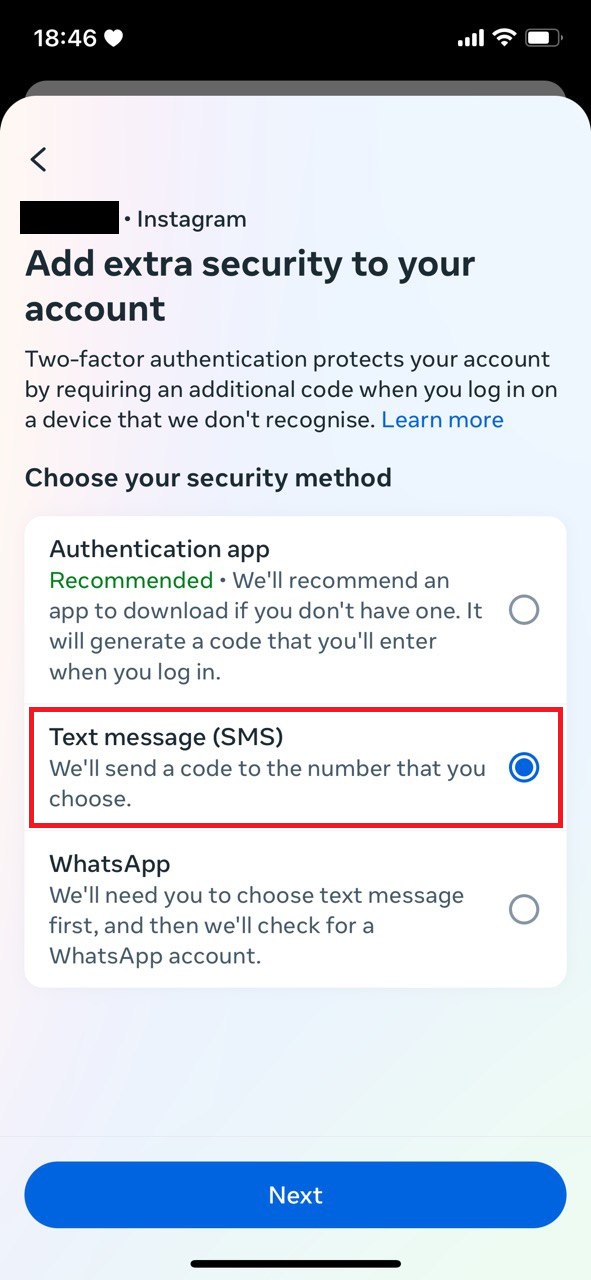 18:46
• Instagram
Add extra security to your
account
Two-factor authentication protects your account
by requiring an additional code when you log in on
a device that we don't recognise. Learn more
Choose your security method
Authentication app
Recommended • We'll recommend an
app to download if you don't have one. It
will generate a code that you'll enter
when you log in.
Text message (SMS)
We'll send a code to the number that you
choose.
WhatsApp
We'll need you to choose text message
first, and then we'll check for a
WhatsApp account.
Next